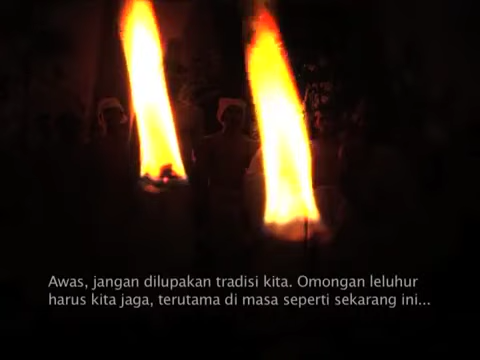 Awas, jangan dilupakan tradisi kita. Omongan leluhur
harus kita jaga, terutama di masa seperti sekarang ini...